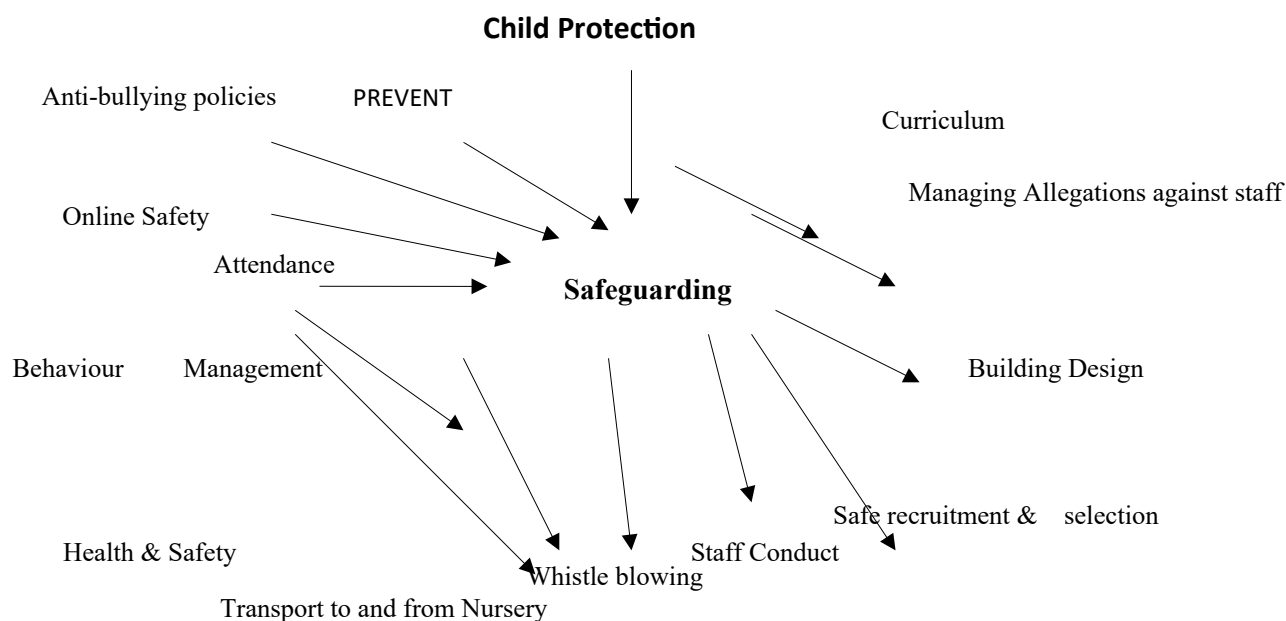 Child Protection
Anti-bullying policies
PREVENT
Curriculum
Managing Allegations against staff
Online Safety
Attendance
Safeguarding
Behaviour Management
Building Design
Safe recruitment & selection
Health & Safety
Staff Conduct
Whistle blowing
Transport to and from Nursery